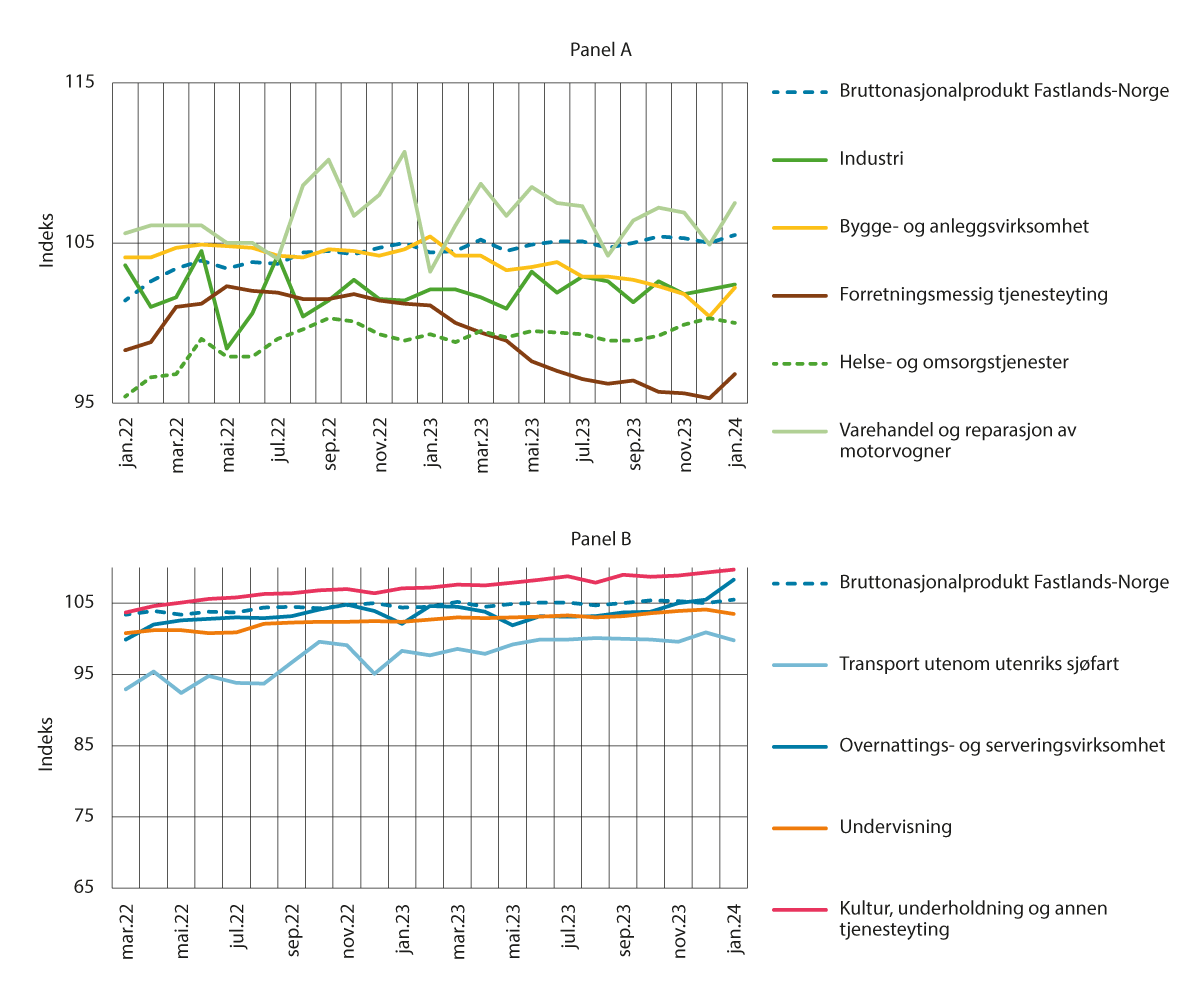 Panel A
115
105
95
Indeks
jan.22
mar.22
mai.22
jul.22
sep.22
nov.22
jan.23
mar.23
mai.23
jul.23
sep.23
nov.23
jan.24
Bruttonasjonalprodukt Fastlands-Norge
Industri
Bygge- og anleggsvirksomhet
Forretningsmessig tjenesteyting
Helse- og omsorgstjenester
Varehandel og reparasjon av
motorvogner
Panel B
105
95
85
75
65
Indeks
mar.22
mai.22
jul.22
sep.22
nov.22
jan.23
mar.23
mai.23
jul.23
sep.23
nov.23
jan.24
Bruttonasjonalprodukt Fastlands-Norge
Transport utenom utenriks sjøfart
Overnattings- og serveringsvirksomhet
Undervisning
Kultur, underholdning og annen
tjenesteyting